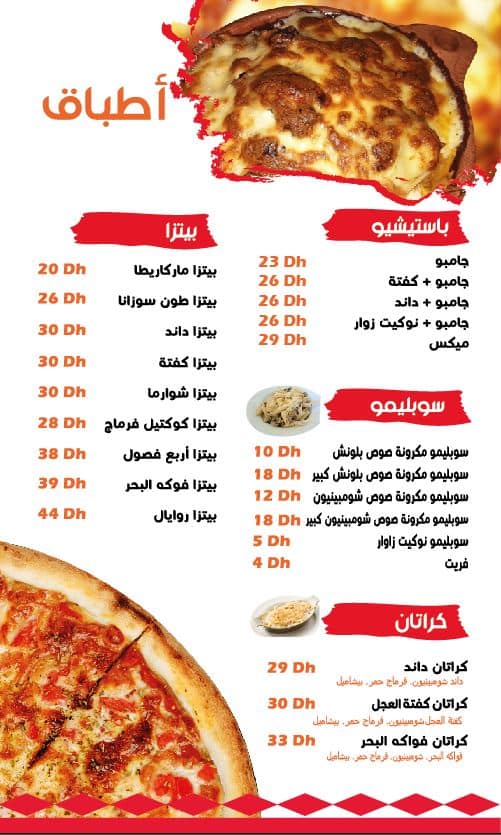 أطباق
باستيشيو
جامبو 23 Dh
جامبو + كفتة 26 Dh
جامبو + داند 26 Dh
جامبو + نوكيت زوار 26 Dh
ميكس 29 Dh
سوبليمو
سوبليمو مكرونة صوص بلونش 10 Dh
سوبليمو مكرونة صوص بلونش كبير 18 Dh
سوبليمو مكرونة صوص شومبينيون 12 Dh
سوبليمو مكرونة صوص شومبينيون كبير 18 Dh
سوبليمو نوكيت زاوار 5 Dh
فريت 4 Dh
كراتان
كراتان داند 29 Dh
داند شومبينيون. فرماج حمر. بيشاميل
كراتان كفتة العجل 30 Dh
كفتة العجل شومبينيون. فرماج حمر. بيشاميل
كراتان فواكه البحر 33 Dh
فواكه البحر. شومبينيون. فرماج حمر. بيشاميل
بيتزا
بيتزا ماركاريطا 20 Dh
بيتزا طون سوزانا 26 Dh
بيتزا داند 30 Dh
بيتزا كفتة 30 Dh
بيتزا شوارما 30 Dh
بيتزا كوكتيل فرماج 28 Dh
بيتزا أربع فصول 38 Dh
بيتزا فوكه البحر 39 Dh
بيتزا روايال 44 Dh